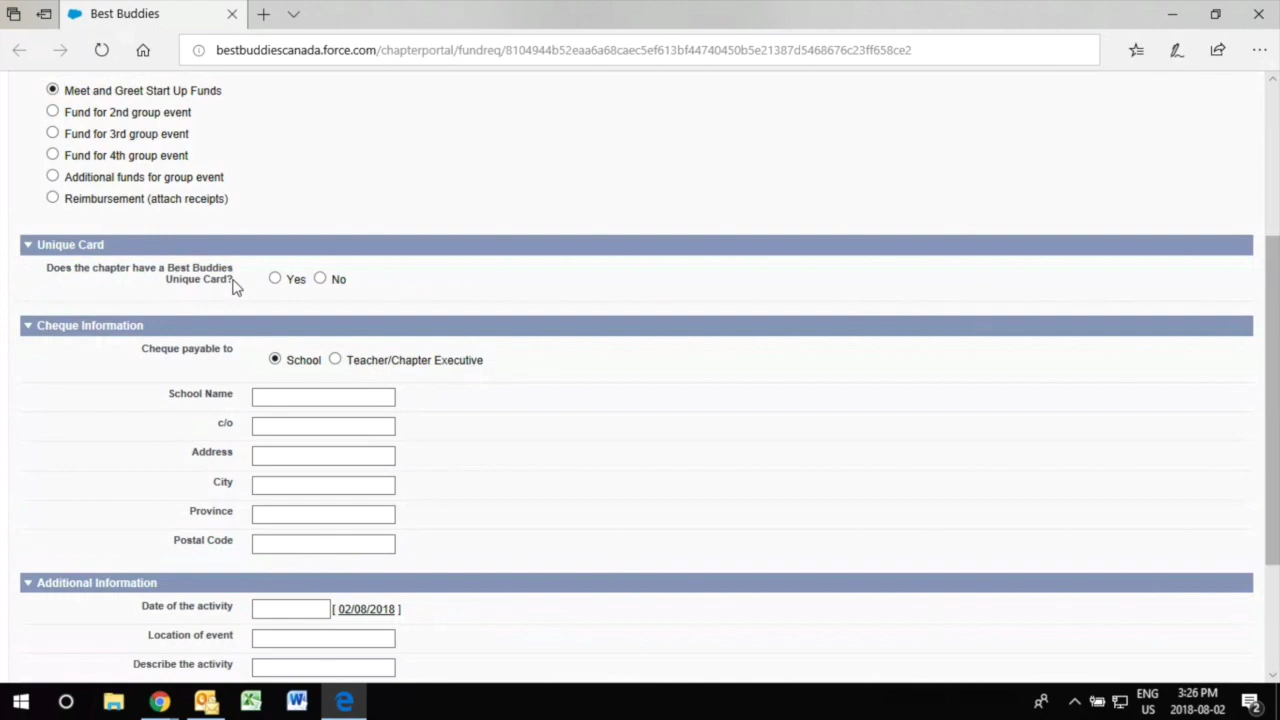 Best Buddies
bestbuddiescanada.force.com/chapterportal/fundreq/8104944b52eaa6a68caec5ef613bf44740450b5e21387d5468676c23ff658ce2
Meet and Greet Start Up Funds
Fund for 2nd group event
Fund for 3rd group event
Fund for 4th group event
Additional funds for group event
Reimbursement (attach receipts)
Unique Card
Does the chapter have a Best Buddies
Unique Card?
Yes No
Cheque Information
Cheque payable to
School Teacher/Chapter Executive
School Name
c/o
Address
City
Province
Postal Code
Additional Information
Date of the activity [ 02/08/2018 ]
Location of event
Describe the activity
ENG 3:26 PM
US 2018-08-02
2